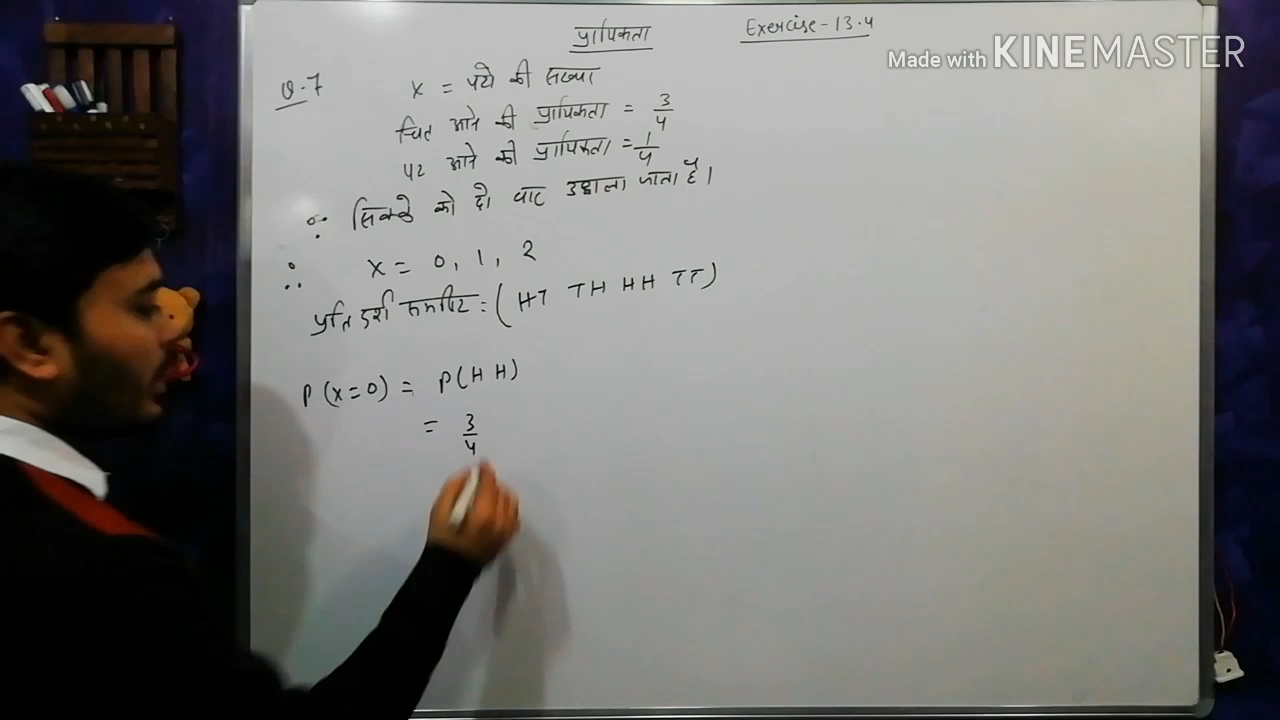 प्रायिकता Exercise-13.4
Made with KINEMASTER
Q.7 X = पटो की संख्या
चित आने की प्रायिकता = 3/4
पट आने की प्रायिकता = 1/4
∵ सिक्के को दो बार उछाला जाता है।
∴ X = 0, 1, 2
प्रतिदर्श समष्टि = (HT TH HH TT)
P(X=0) = P(HH)
= 3/4